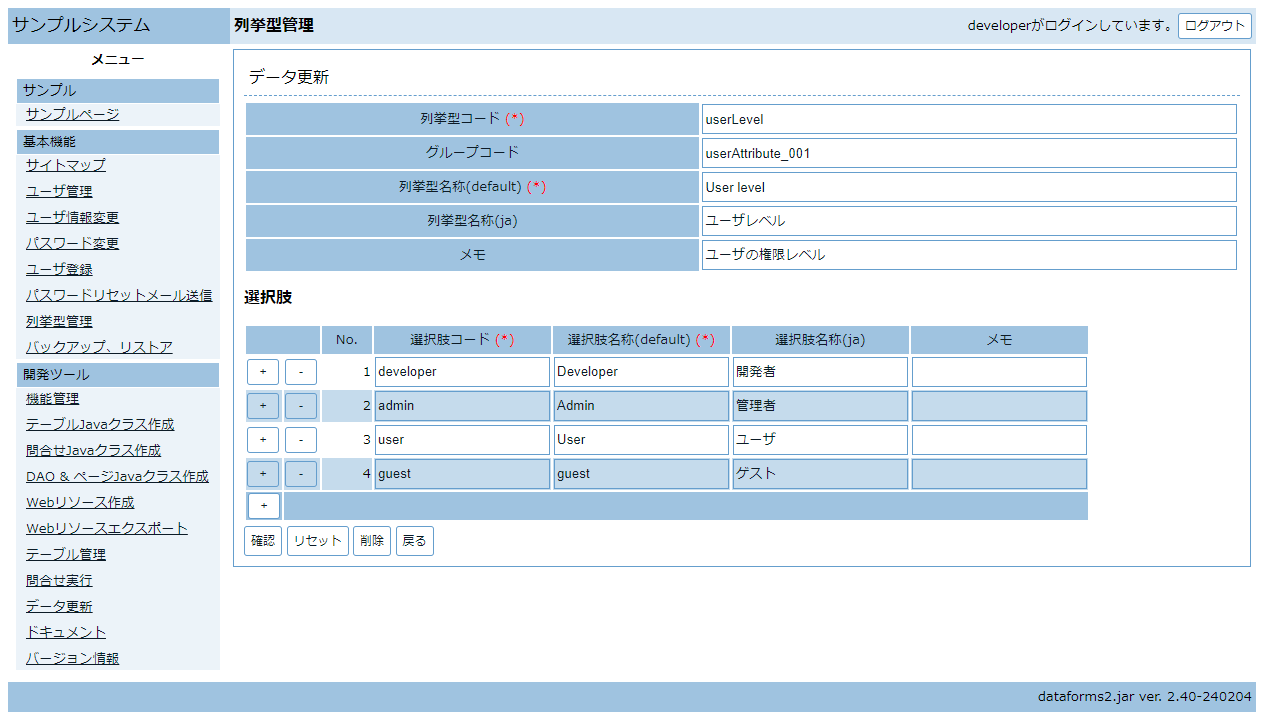 サンプルシステム
列挙型管理
developerがログインしています。 ログアウト
メニュー
サンプル
サンプルページ
基本機能
サイトマップ
ユーザ管理
ユーザ情報変更
パスワード変更
ユーザ登録
パスワードリセットメール送信
列挙型管理
バックアップ、リストア
開発ツール
機能管理
テーブルJavaクラス作成
問合せJavaクラス作成
DAO & ページJavaクラス作成
Webリソース作成
Webリソースエクスポート
テーブル管理
問合せ実行
データ更新
ドキュメント
バージョン情報
データ更新
列挙型コード (*) userLevel
グループコード userAttribute_001
列挙型名称(default) (*) User level
列挙型名称(ja) ユーザレベル
メモ ユーザの権限レベル
選択肢
No. 選択肢コード (*) 選択肢名称(default) (*) 選択肢名称(ja) メモ
+ - 1 developer Developer 開発者
+ - 2 admin Admin 管理者
+ - 3 user User ユーザ
+ - 4 guest guest ゲスト
+
確認 リセット 削除 戻る
dataforms2.jar ver. 2.40-240204